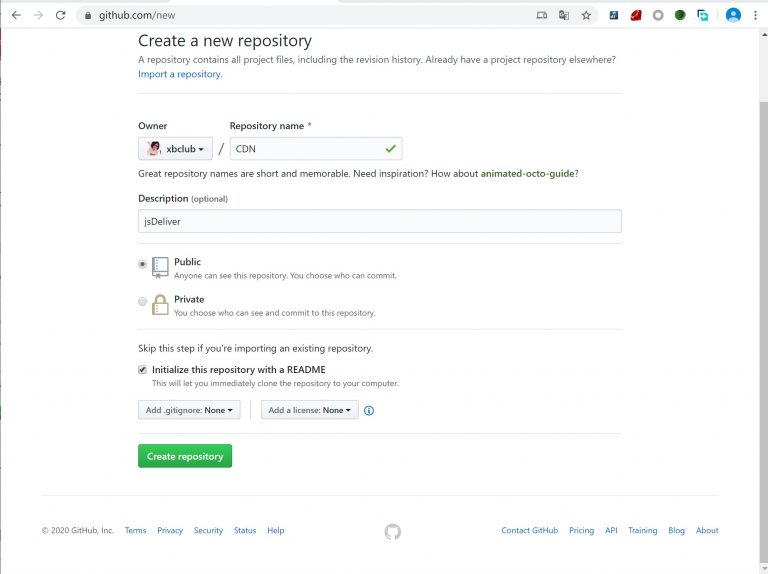 github.com/new
Create a new repository
A repository contains all project files, including the revision history. Already have a project repository elsewhere?
Import a repository.
Owner Repository name *
xbclub / CDN
Great repository names are short and memorable. Need inspiration? How about animated-octo-guide?
Description (optional)
jsDeliver
Public
Anyone can see this repository. You choose who can commit.
Private
You choose who can see and commit to this repository.
Skip this step if you're importing an existing repository.
Initialize this repository with a README
This will let you immediately clone the repository to your computer.
Add .gitignore: None Add a license: None
Create repository
© 2020 GitHub, Inc. Terms Privacy Security Status Help Contact GitHub Pricing API Training Blog About